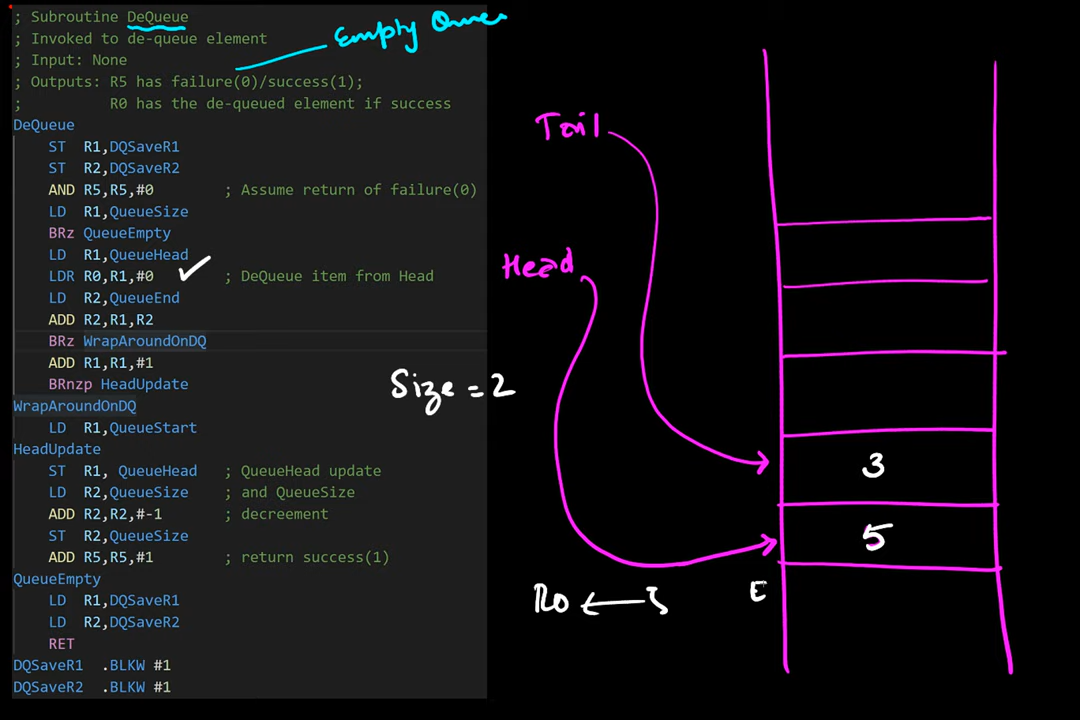 ; Subroutine DeQueue
; Invoked to de-queue element
; Input: None
; Outputs: R5 has failure(0)/success(1);
;          R0 has the de-queued element if success
DeQueue
ST R1,DQSaveR1
ST R2,DQSaveR2
AND R5,R5,#0 ; Assume return of failure(0)
LD R1,QueueSize
BRz QueueEmpty
LD R1,QueueHead
LDR R0,R1,#0 ; DeQueue item from Head
LD R2,QueueEnd
ADD R2,R1,R2
BRz WrapAroundOnDQ
ADD R1,R1,#1
BRnzp HeadUpdate
WrapAroundOnDQ
LD R1,QueueStart
HeadUpdate
ST R1, QueueHead ; QueueHead update
LD R2,QueueSize ; and QueueSize
ADD R2,R2,#-1 ; decreement
ST R2,QueueSize
ADD R5,R5,#1 ; return success(1)
QueueEmpty
LD R1,DQSaveR1
LD R2,DQSaveR2
RET
DQSaveR1 .BLKW #1
DQSaveR2 .BLKW #1
Empty
Tail
Head
Size = 2
3
5
R0
E